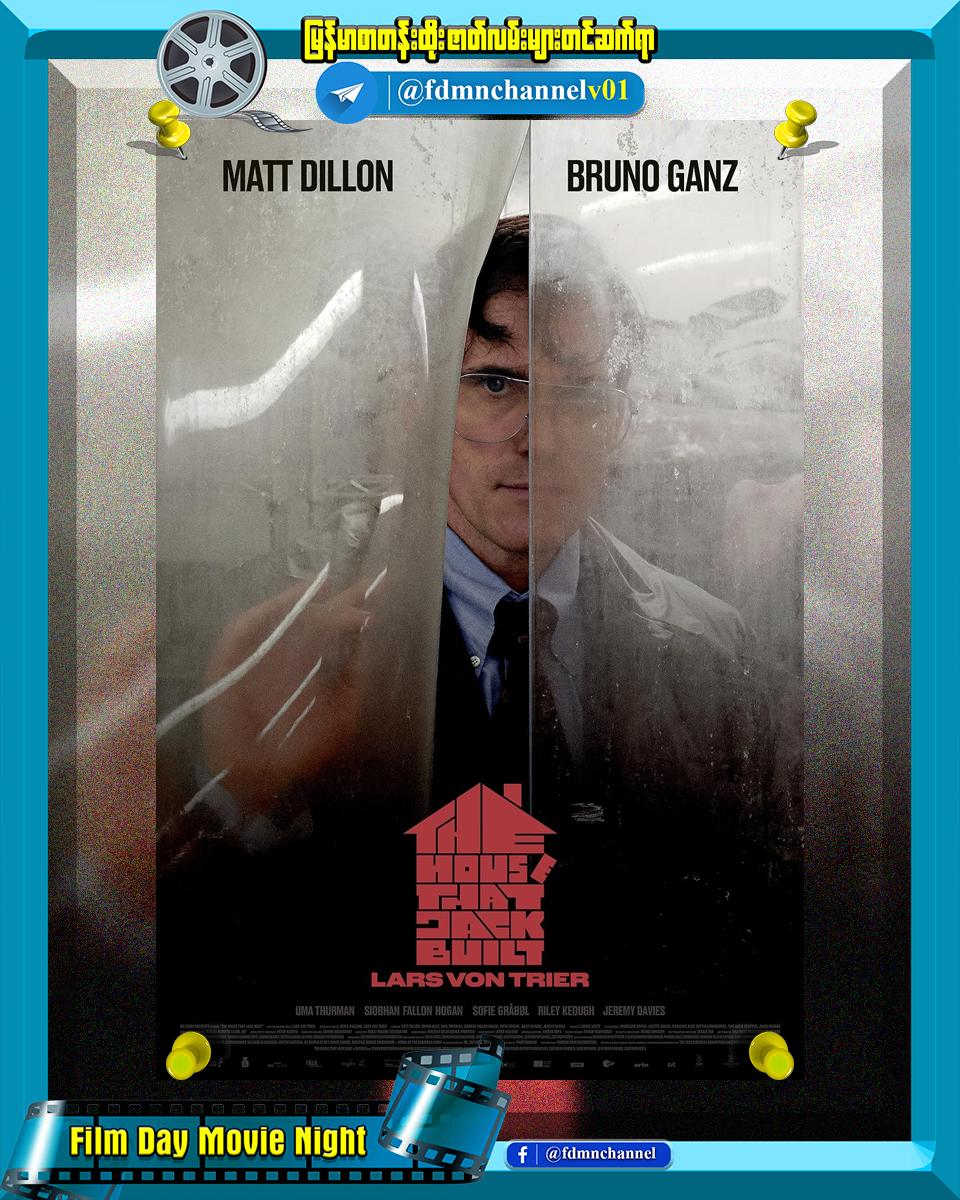 မြန်မာစာတန်းထိုးဇာတ်လမ်းများတင်ဆက်ရာ
@fdmnchannelv01
MATT DILLON
BRUNO GANZ
THE
HOUSE
THAT
JACK
BUILT
LARS VON TRIER
UMA THURMAN SIOBHAN FALLON HOGAN SOFIE GRÅBØL RILEY KEOUGH JEREMY DAVIES
Film Day Movie Night
@fdmnchannel